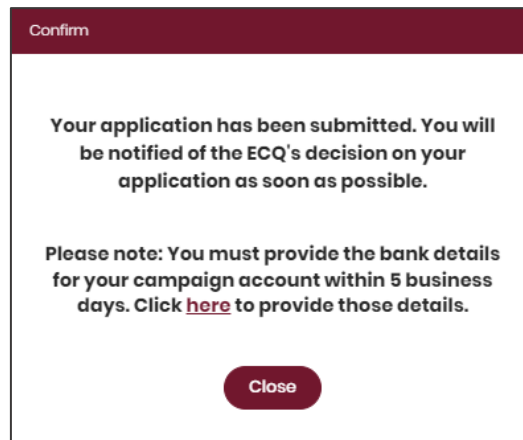 Confirm
Your application has been submitted. You will
be notified of the ECQ's decision on your
application as soon as possible.
Please note: You must provide the bank details
for your campaign account within 5 business
days. Click here to provide those details.
Close